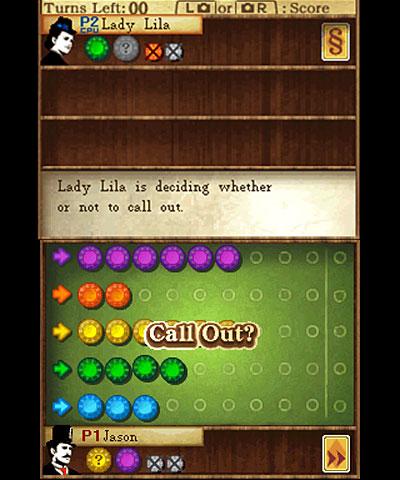 Turns Left: 00 L or R : Score
P2 Lady Lila
CPU
?
§
Lady Lila is deciding whether
or not to call out.
Call Out?
P1 Jason
?